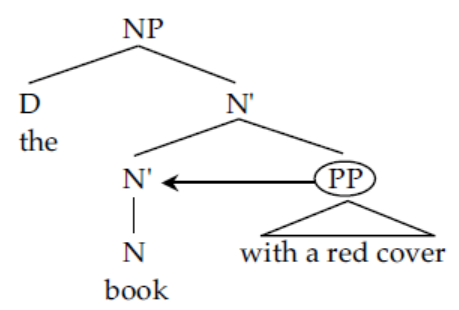 NP
D N'
the
N' PP
N with a red cover
book